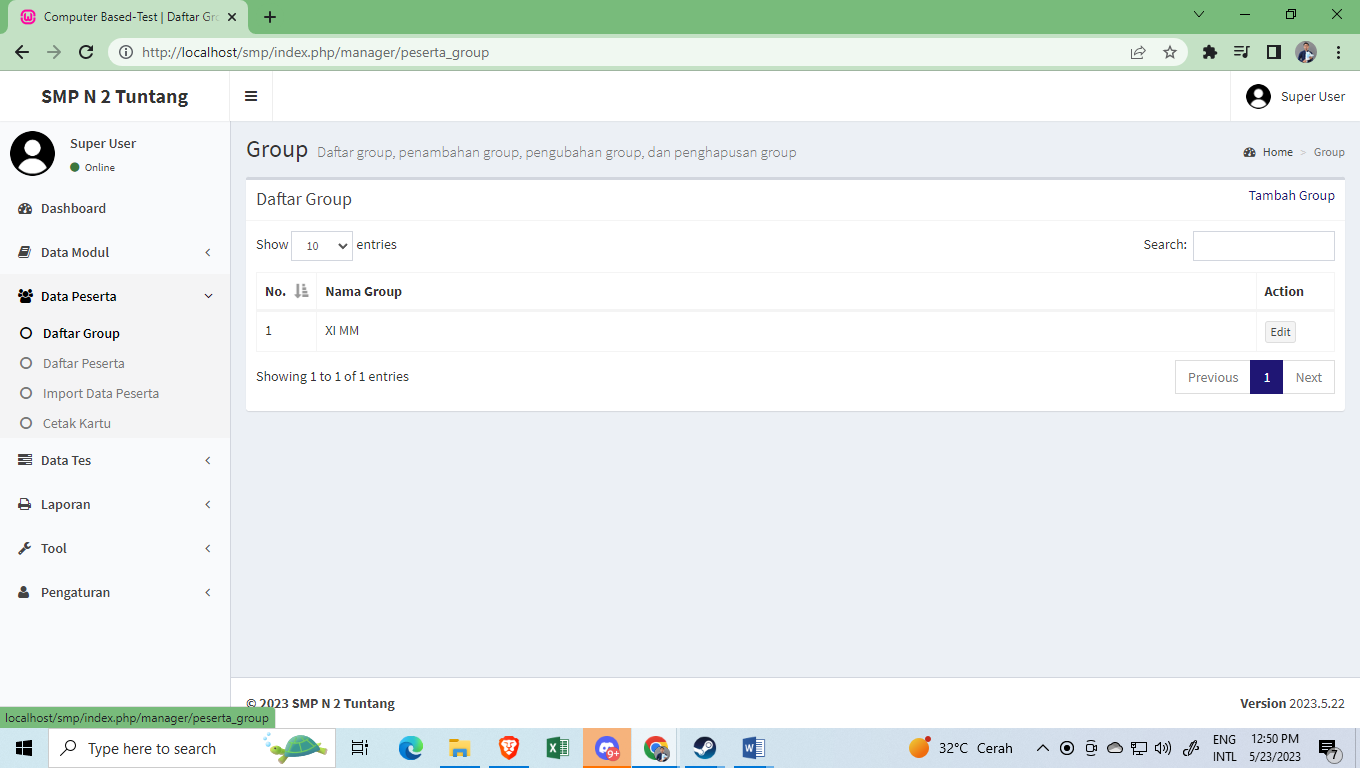 Computer Based-Test | Daftar Gro
http://localhost/smp/index.php/manager/peserta_group
SMP N 2 Tuntang
Super User
Super User
Online
Dashboard
Data Modul
Data Peserta
Daftar Group
Daftar Peserta
Import Data Peserta
Cetak Kartu
Data Tes
Laporan
Tool
Pengaturan
Group Daftar group, penambahan group, pengubahan group, dan penghapusan group
Home > Group
Daftar Group
Tambah Group
Show 10 entries
Search:
No. Nama Group Action
1 XI MM Edit
Showing 1 to 1 of 1 entries
Previous 1 Next
© 2023 SMP N 2 Tuntang
Version 2023.5.22
localhost/smp/index.php/manager/peserta_group
Type here to search
9+
32°C Cerah
ENG
INTL
12:50 PM
5/23/2023
7